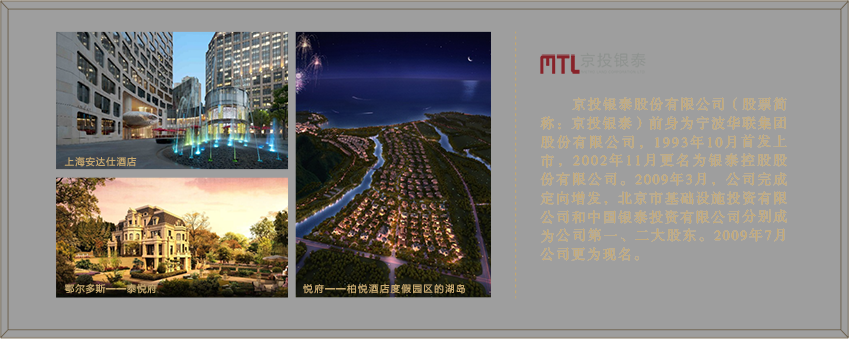 上海安达仕酒店
鄂尔多斯——泰悦府
悦府——柏悦酒店度假园区的湖岛
MTL 京投银泰
京投银泰股份有限公司（股票简
称：京投银泰）前身为宁波华联集团
股份有限公司，1993年10月首发上
市。2002年11月更名为银泰控股股
份有限公司。2009年3月，公司完成
定向增发，北京市基础设施投资有限
公司和中国银泰投资有限公司分别成
为公司第一、二大股东。2009年7月
公司更为现名。